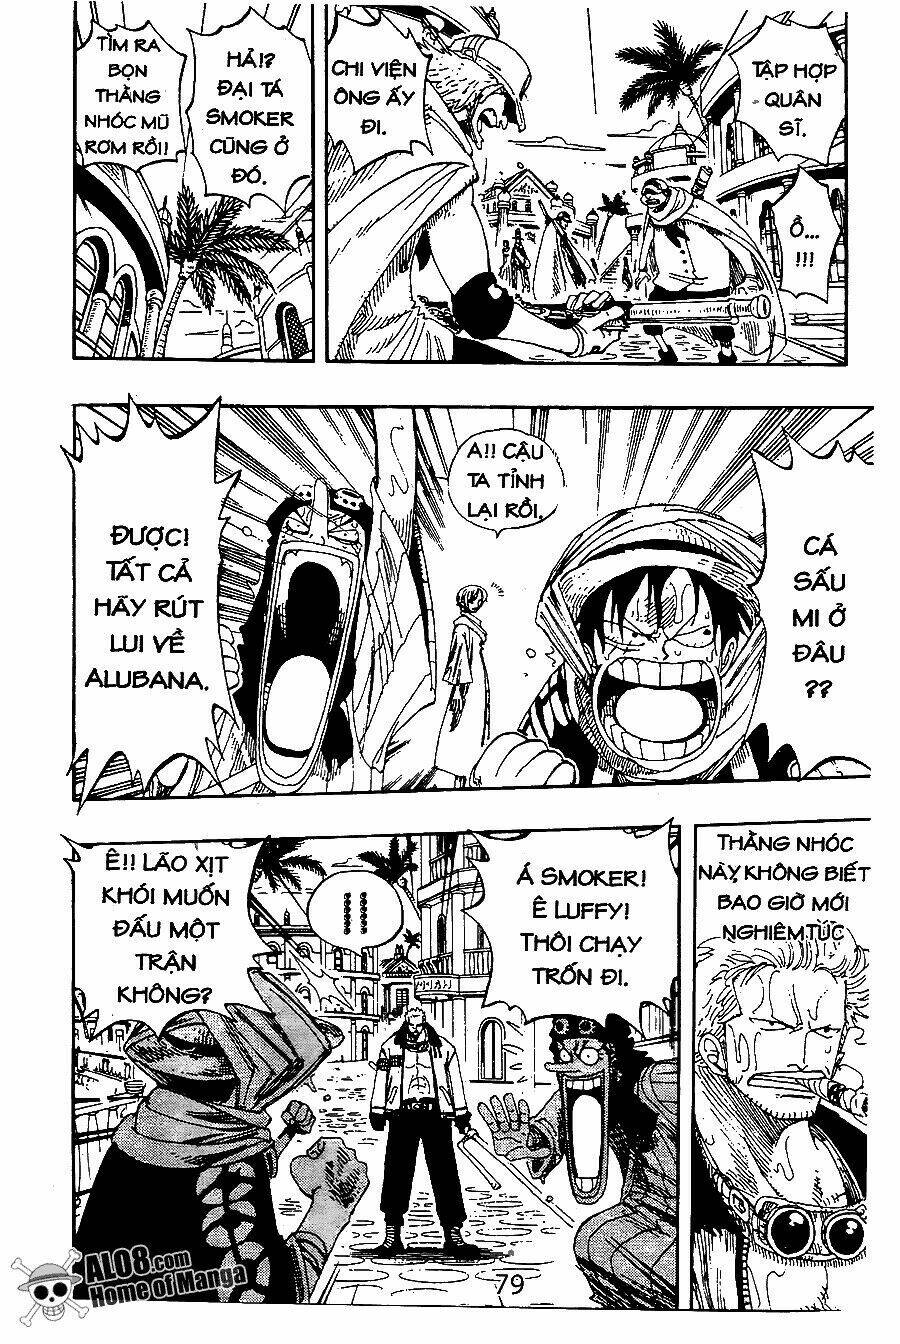 TÌM RA
BỌN
THẰNG
NHÓC MŨ
RƠM RỒI!!
HẢ!?
ĐẠI TÁ
SMOKER
CŨNG Ở
ĐÓ.
CHI VIỆN
ÔNG ẤY
ĐI.
TẬP HỢP
QUÂN
SĨ.
Ồ...
!!!
ĐƯỢC!
TẤT CẢ
HÃY RÚT
LUI VỀ
ALUBANA.
A!! CẬU
TA TỈNH
LẠI RỒI.
CÁ
SẤU
MI Ở
ĐÂU
??
Ê!! LÃO XỊT
KHÓI MUỐN
ĐẤU MỘT
TRẬN
KHÔNG?
!!
Á SMOKER!
Ê LUFFY!
THÔI CHẠY
TRỐN ĐI.
THẰNG NHÓC
NÀY KHÔNG BIẾT
BAO GIỜ MỚI
NGHIÊM TÚC
79
ALO8.com
Home of Manga